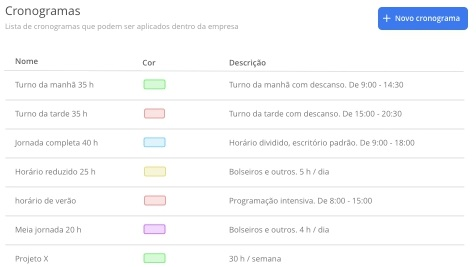 Cronogramas
Lista de cronogramas que podem ser aplicados dentro da empresa
+ Novo cronograma
Nome Cor Descrição
Turno da manhã 35 h Turno da manhã com descanso. De 9:00 - 14:30
Turno da tarde 35 h Turno da tarde com descanso. De 15:00 - 20:30
Jornada completa 40 h Horário dividido, escritório padrão. De 9:00 - 18:00
Horário reduzido 25 h Bolseiros e outros. 5 h / dia
horário de verão Programação intensiva. De 8:00 - 15:00
Meia jornada 20 h Bolseiros e outros. 4 h / dia
Projeto X 30 h / semana